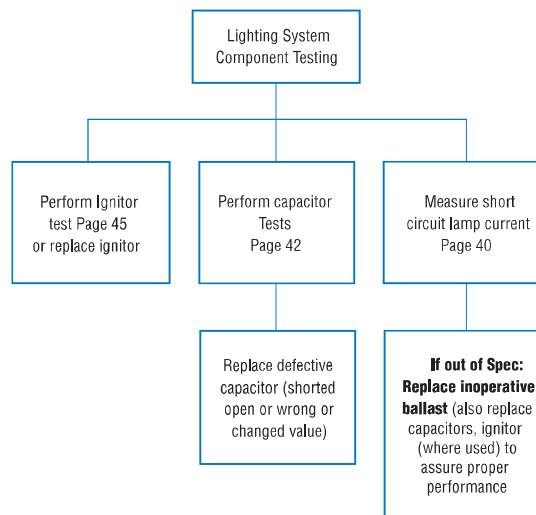 Lighting System
Component Testing
Perform Ignitor
test Page 45
or replace ignitor
Perform capacitor
Tests
Page 42
Measure short
circuit lamp current
Page 40
Replace defective
capacitor (shorted
open or wrong or
changed value)
If out of Spec:
Replace inoperative
ballast (also replace
capacitors, ignitor
(where used) to
assure proper
performance